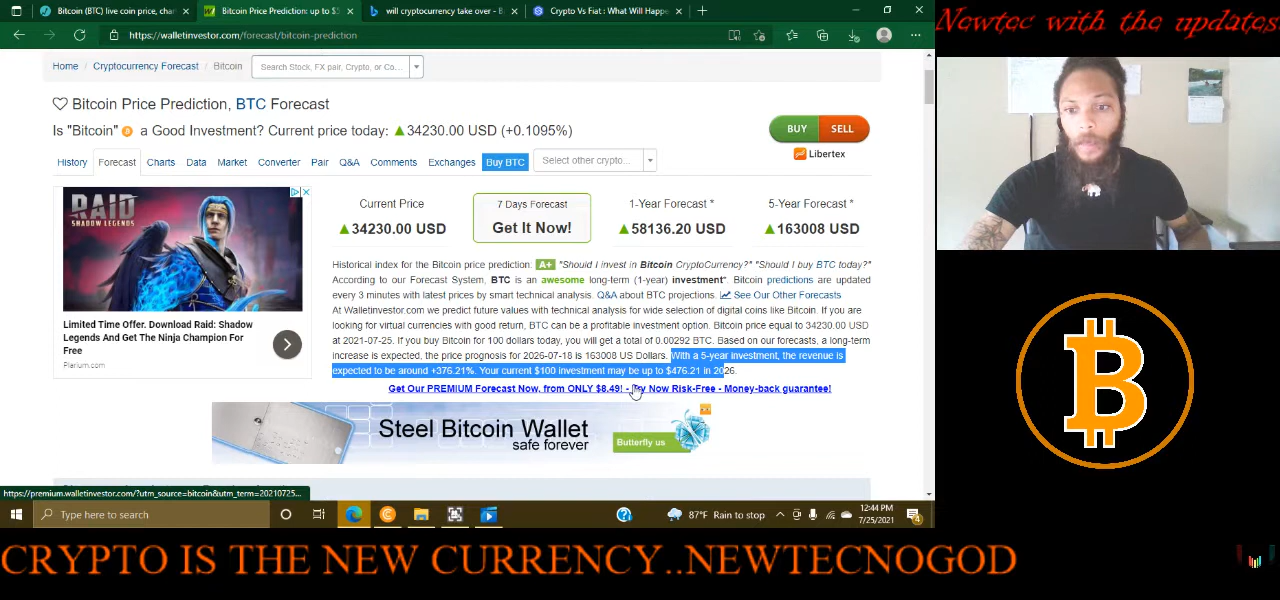 Bitcoin (BTC) live coin price, cha
Bitcoin Price Prediction: up to $
will cryptocurrency take over - B
Crypto Vs Fiat : What Will Happe
Newtec with the updates
https://www.walletinvestor.com/forecast/bitcoin-prediction
Home / Cryptocurrency Forecast / Bitcoin
Search Stock, FX pair, Crypto, or Co...
Bitcoin Price Prediction, BTC Forecast
Is "Bitcoin" a Good Investment? Current price today: 34230.00 USD (+0.1095%)
BUY SELL
Libertex
History Forecast Charts Data Market Converter Pair Q&A Comments Exchanges Buy BTC Select other crypto...
RAID
SHADOW LEGENDS
Limited Time Offer. Download Raid: Shadow
Legends And Get The Ninja Champion For
Free
Plarium.com
Current Price
34230.00 USD
7 Days Forecast
Get It Now!
1-Year Forecast *
58136.20 USD
5-Year Forecast *
163008 USD
Historical index for the Bitcoin price prediction: A+ "Should I invest in Bitcoin CryptoCurrency?" "Should I buy BTC today?"
According to our Forecast System, BTC is an awesome long-term (1-year) investment*. Bitcoin predictions are updated
every 3 minutes with latest prices by smart technical analysis. Q&A about BTC projections. See Our Other Forecasts
At Walletinvestor.com we predict future values with technical analysis for wide selection of digital coins like Bitcoin. If you are
looking for virtual currencies with good return, BTC can be a profitable investment option. Bitcoin price equal to 34230.00 USD
at 2021-07-25. If you buy Bitcoin for 100 dollars today, you will get a total of 0.00292 BTC. Based on our forecasts, a long-term
increase is expected, the price prognosis for 2026-07-18 is 163008 US Dollars. With a 5-year investment, the revenue is
expected to be around +376.21%. Your current $100 investment may be up to $476.21 in 2026.
Get Our PREMIUM Forecast Now, from ONLY $8.49! - Try Now Risk-Free - Money-back guarantee!
Steel Bitcoin Wallet
safe forever
Butterfly us
https://premium.walletinvestor.com/?utm_source=bitcoin&utm_term=20210725...
Type here to search
87°F Rain to stop
12:44 PM
7/25/2021
4
CRYPTO IS THE NEW CURRENCY..NEWTECNOGOD